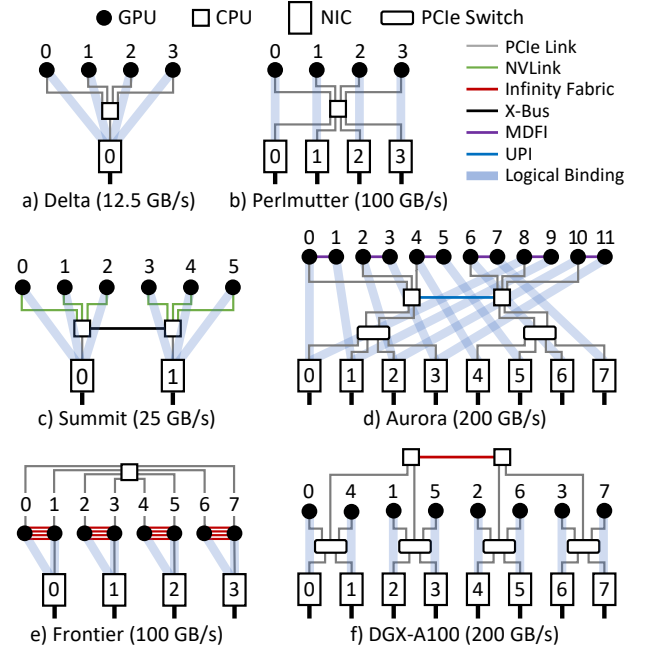 GPU CPU NIC PCIe Switch
0 1 2 3
0
a) Delta (12.5 GB/s)
0 1 2 3
0 1 2 3
b) Perlmutter (100 GB/s)
PCIe Link
NVLink
Infinity Fabric
X-Bus
MDFI
UPI
Logical Binding
0 1 2 3 4 5
0 1
c) Summit (25 GB/s)
0 1 2 3 4 5 6 7 8 9 10 11
0 1 2 3 4 5 6 7
d) Aurora (200 GB/s)
0 1 2 3 4 5 6 7
0 1 2 3
e) Frontier (100 GB/s)
0 4 1 5 2 6 3 7
0 1 2 3 4 5 6 7
f) DGX-A100 (200 GB/s)